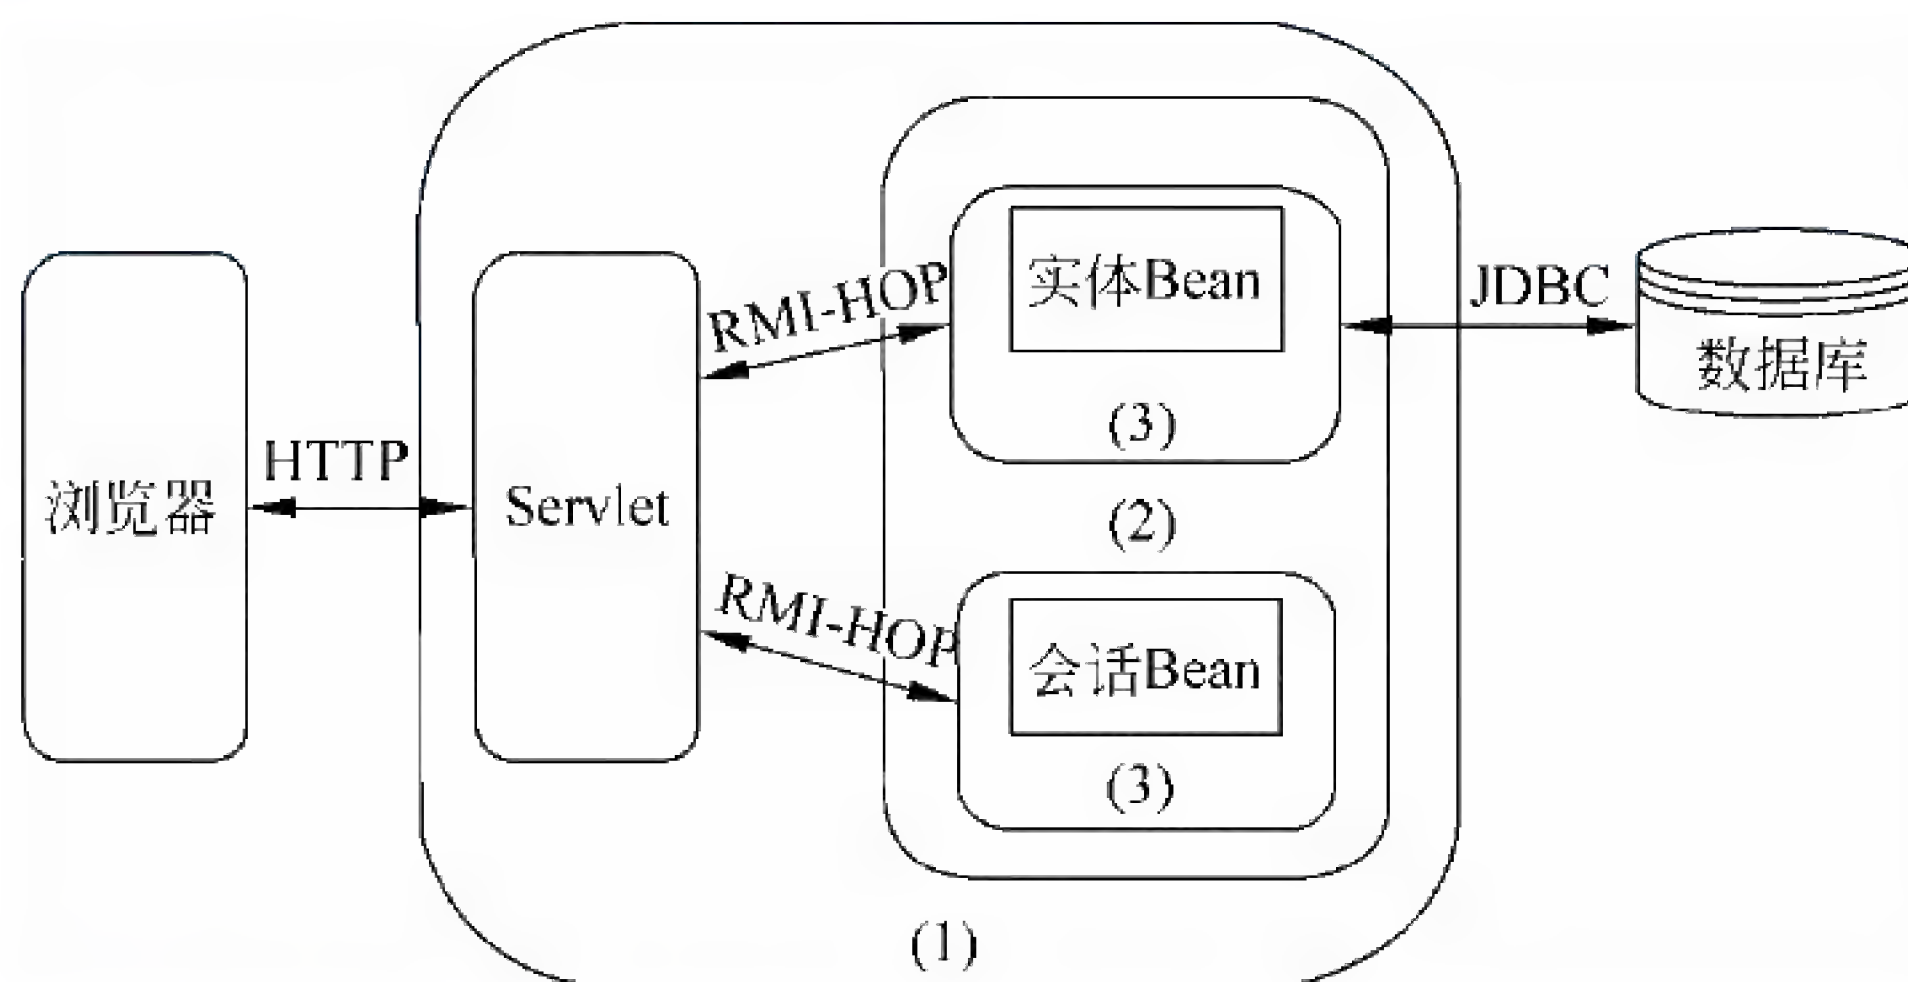 浏览器
HTTP
Servlet
RMI-HOP
RMI-HOP
实体Bean
(3)
(2)
会话Bean
(3)
(1)
JDBC
数据库